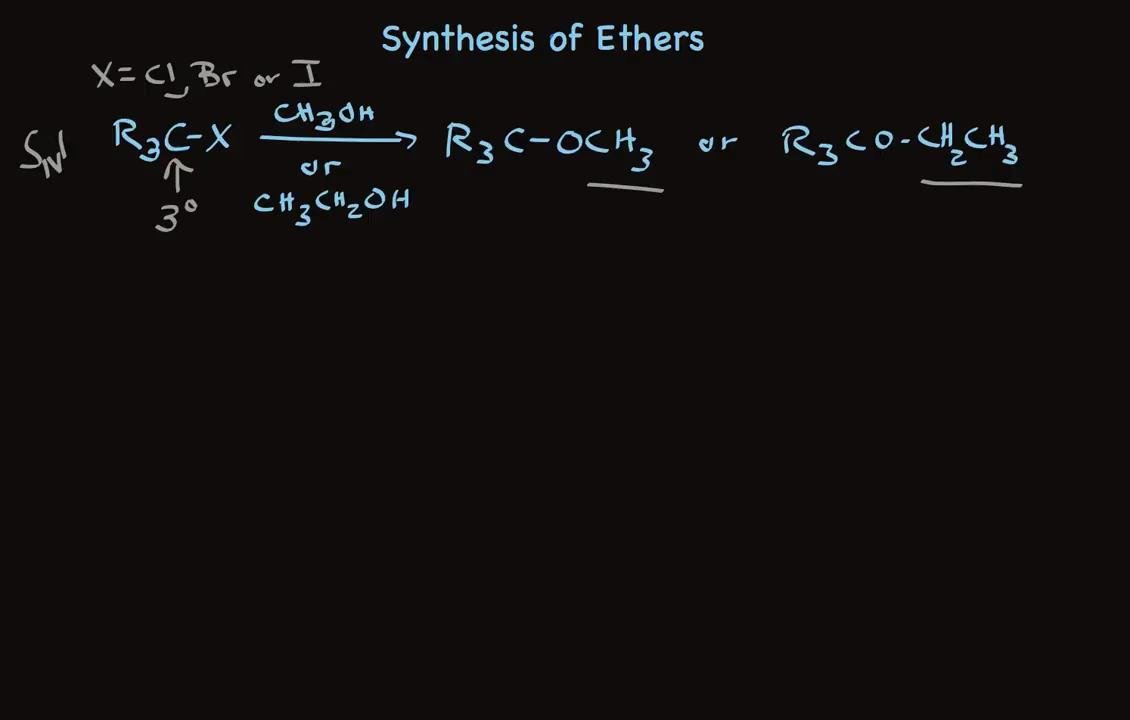 Synthesis of Ethers
X = Cl, Br or I
SN1 R3C-X CH3OH or CH3CH2OH R3C-OCH3 or R3CO-CH2CH3
3°